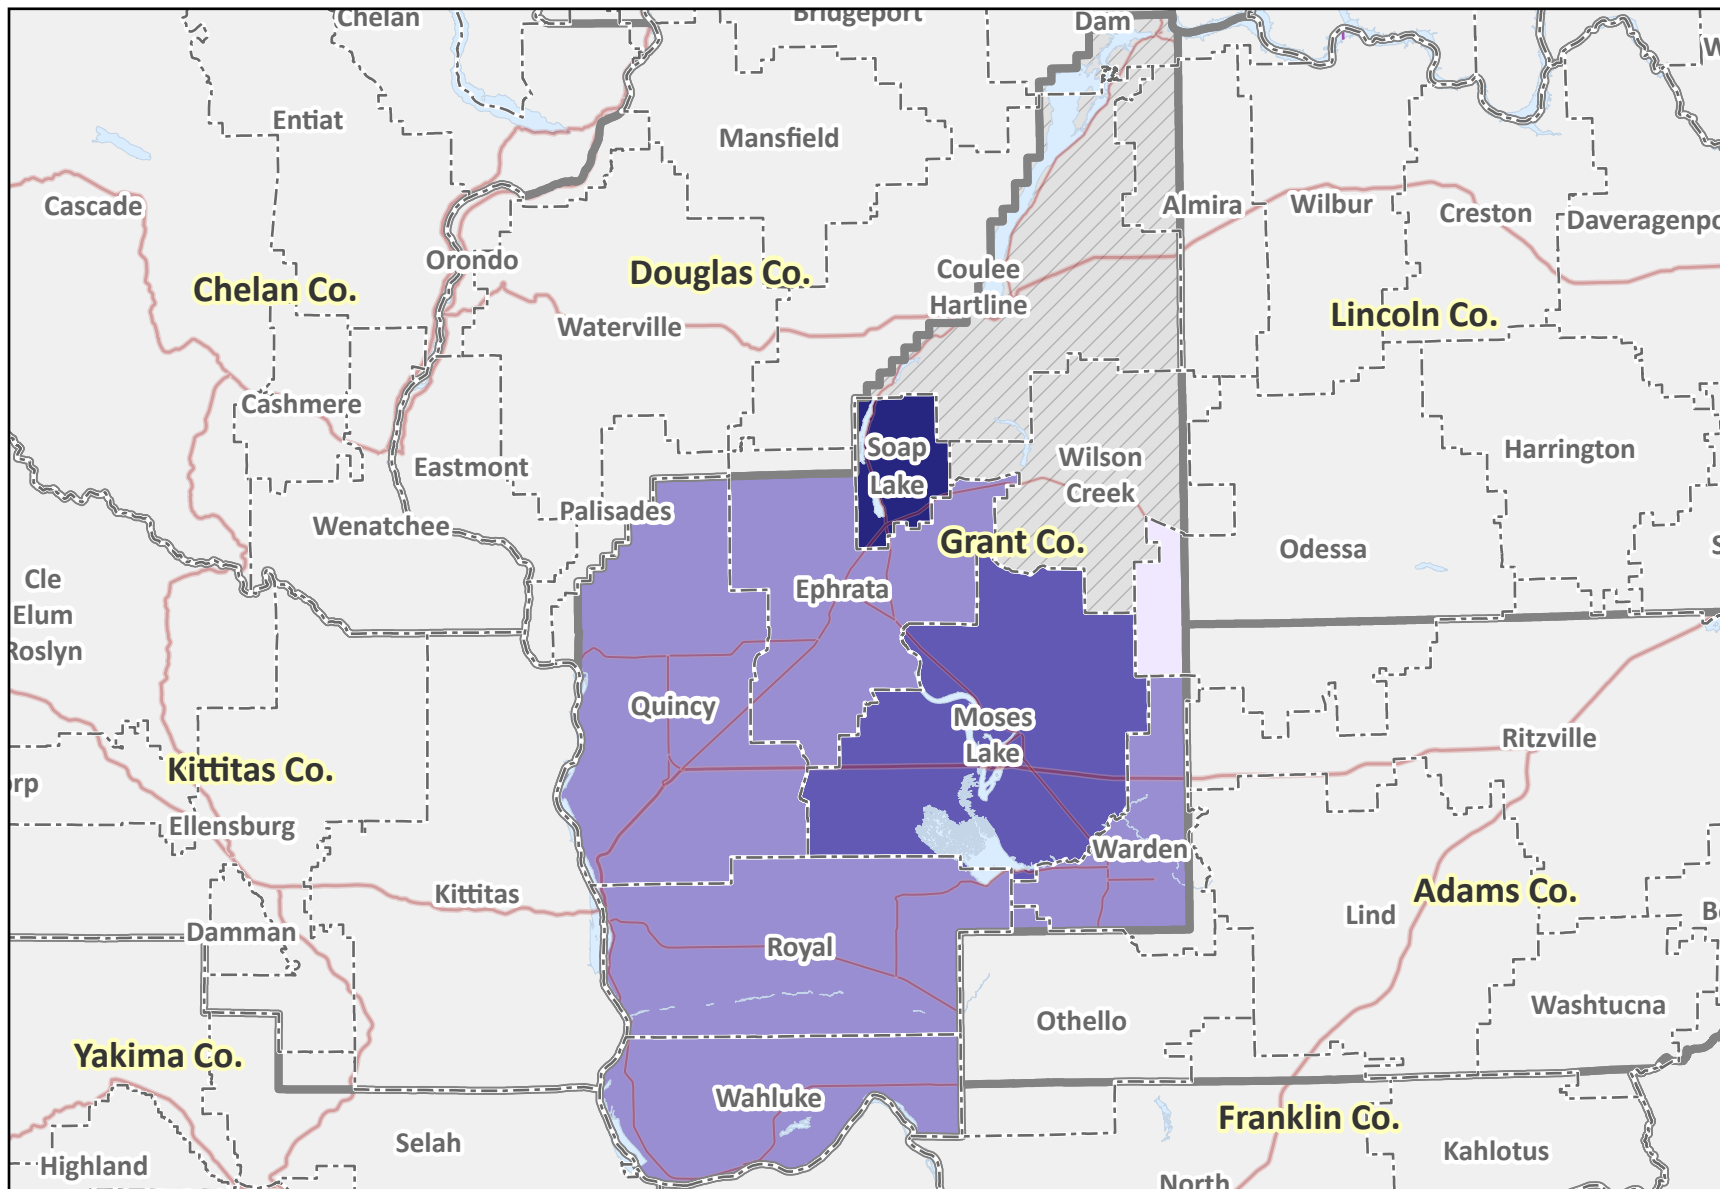 Chelan
Bridgeport
Dam
Entiat
Mansfield
Cascade
Almira
Wilbur
Creston
Daveragenpo
Orondo
Coulee
Hartline
Chelan Co.
Douglas Co.
Lincoln Co.
Waterville
Cashmere
Soap
Lake
Wilson
Creek
Harrington
Eastmont
Palisades
Wenatchee
Grant Co.
Odessa
Cle
Elum
Roslyn
Ephrata
Quincy
Moses
Lake
Ritzville
Kittitas Co.
orp
Ellensburg
Warden
Kittitas
Adams Co.
Lind
Damman
Royal
Washtucna
Othello
Yakima Co.
Wahluke
Franklin Co.
Selah
Kahlotus
Highland
North